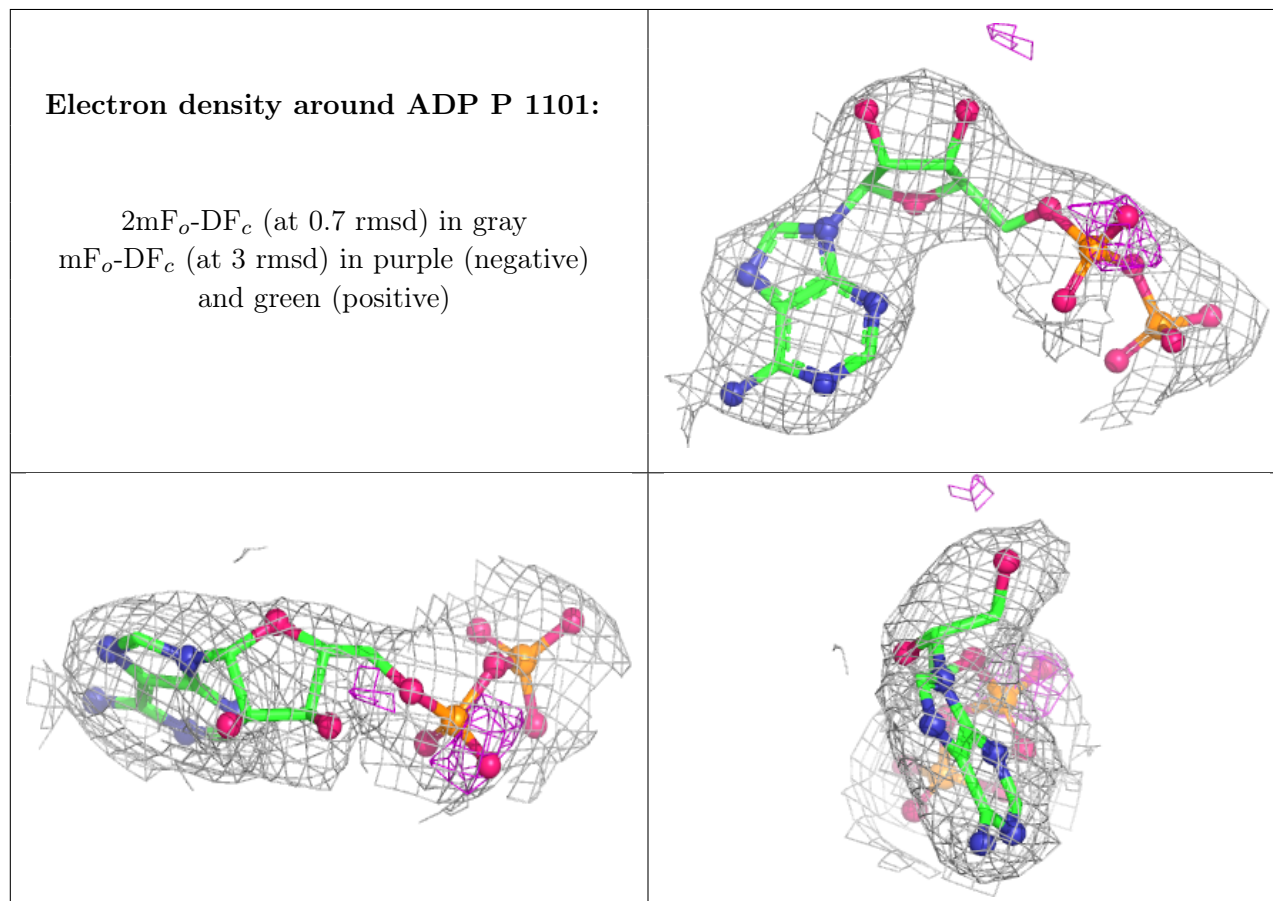 Electron density around ADP P 1101:
2mFo-DFc (at 0.7 rmsd) in gray
mFo-DFc (at 3 rmsd) in purple (negative)
and green (positive)